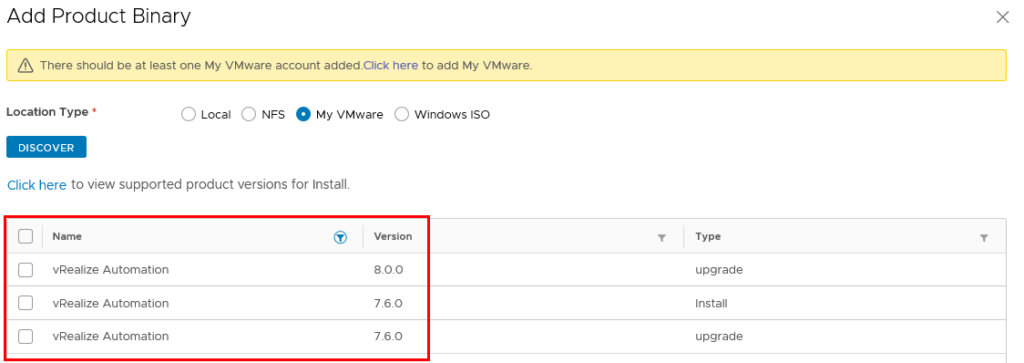 Add Product Binary
There should be at least one My VMware account added.Click here to add My VMware.
Location Type * Local NFS My VMware Windows ISO
DISCOVER
Click here to view supported product versions for Install.
Name Version Type
vRealize Automation 8.0.0 upgrade
vRealize Automation 7.6.0 Install
vRealize Automation 7.6.0 upgrade